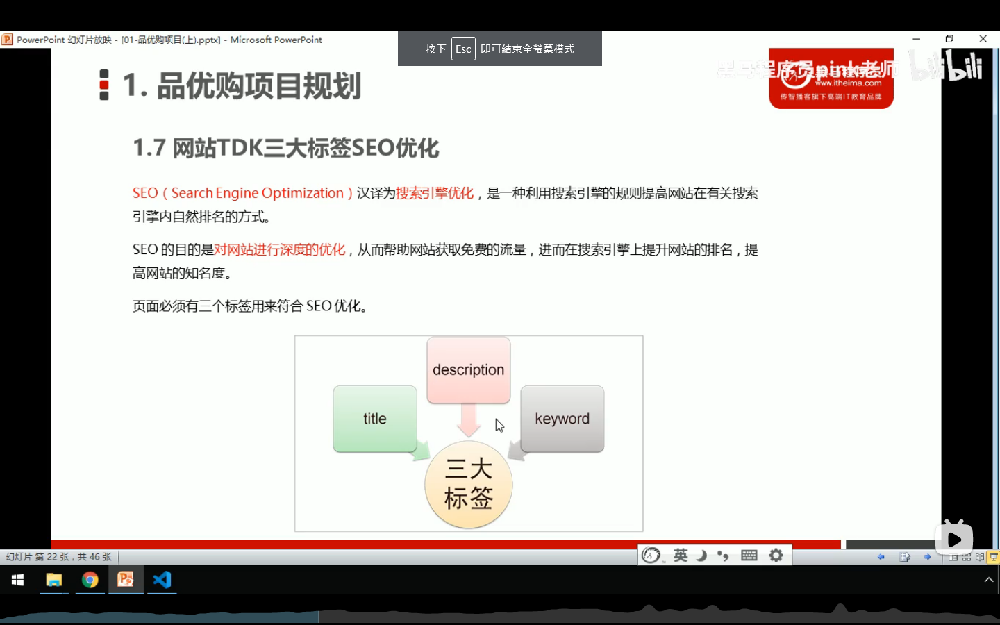 PowerPoint 幻灯片放映 - [01-品优购项目(上).pptx] - Microsoft PowerPoint
按下 Esc 即可結束全螢幕模式
黑马程序员pink老师
bilibili
www.itheima.com
传智播客旗下高端IT教育品牌
1. 品优购项目规划
1.7 网站TDK三大标签SEO优化
SEO（Search Engine Optimization）汉译为搜索引擎优化，是一种利用搜索引擎的规则提高网站在有关搜索
引擎内自然排名的方式。
SEO 的目的是对网站进行深度的优化，从而帮助网站获取免费的流量，进而在搜索引擎上提升网站的排名，提
高网站的知名度。
页面必须有三个标签用来符合 SEO 优化。
description
title
keyword
三大
标签
幻灯片 第 22 张，共 46 张
英